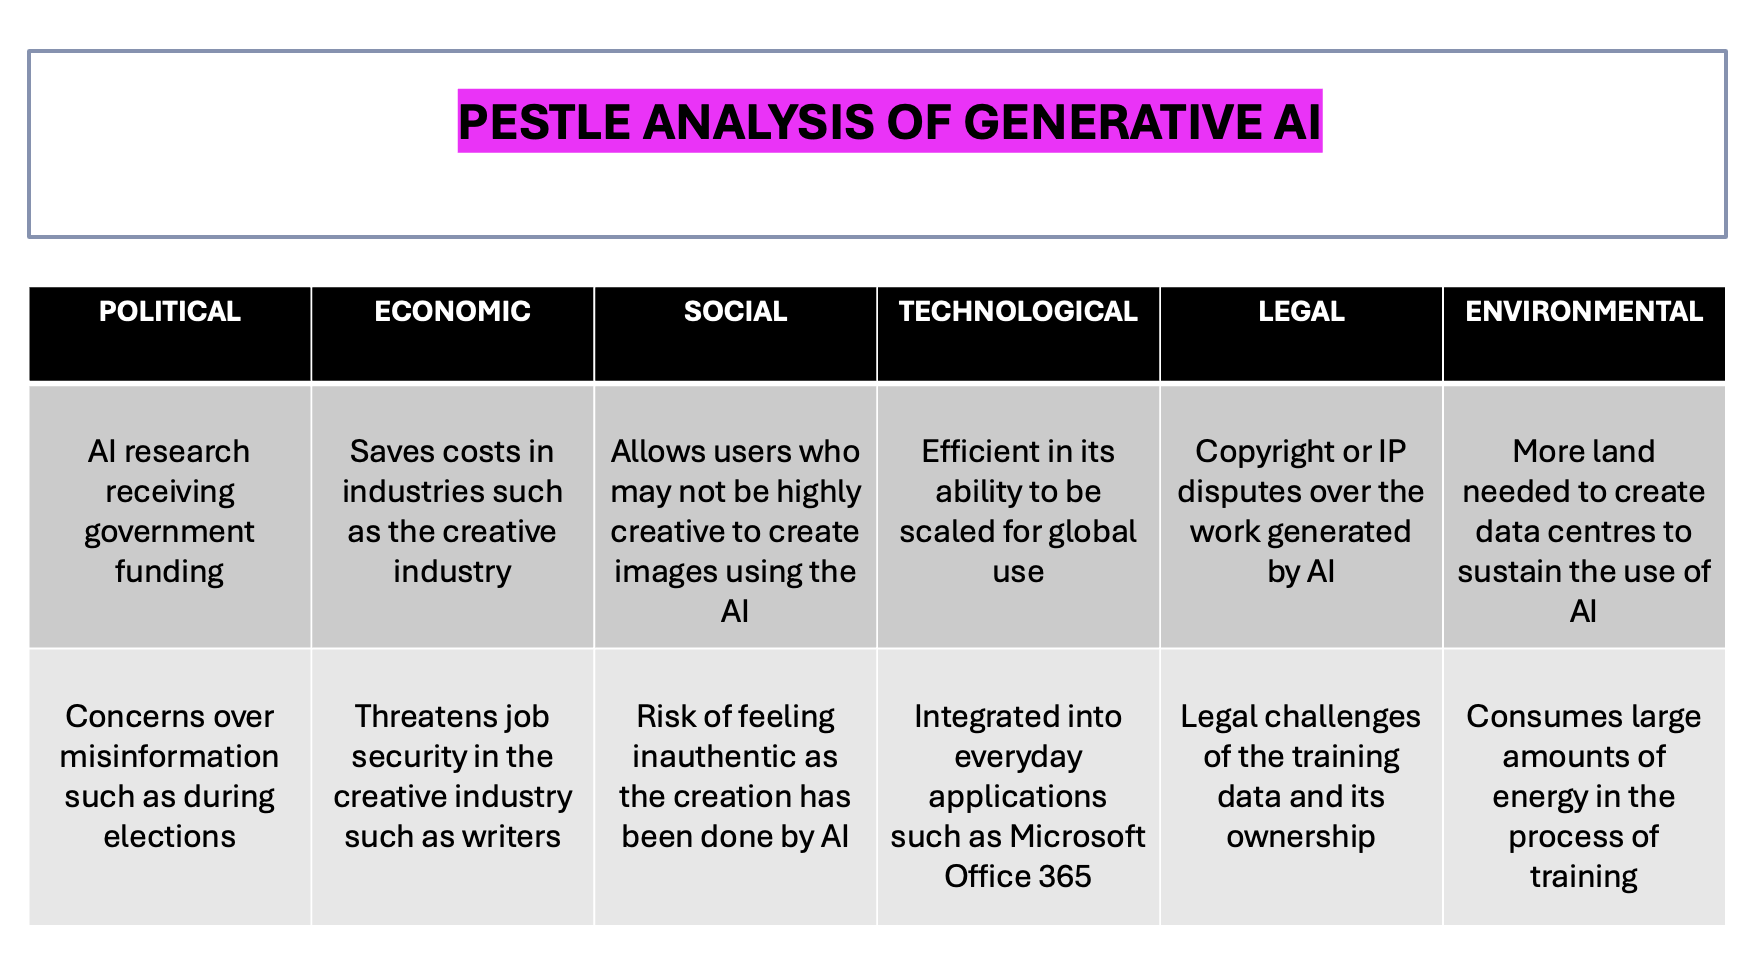 PESTLE ANALYSIS OF GENERATIVE AI
POLITICAL
ECONOMIC
SOCIAL
TECHNOLOGICAL
LEGAL
ENVIRONMENTAL
AI research
receiving
government
funding
Saves costs in
industries such
as the creative
industry
Allows users who
may not be highly
creative to create
images using the
AI
Efficient in its
ability to be
scaled for global
use
Copyright or IP
disputes over the
work generated
by AI
More land
needed to create
data centres to
sustain the use of
AI
Concerns over
misinformation
such as during
elections
Threatens job
security in the
creative industry
such as writers
Risk of feeling
inauthentic as
the creation has
been done by AI
Integrated into
everyday
applications
such as Microsoft
Office 365
Legal challenges
of the training
data and its
ownership
Consumes large
amounts of
energy in the
process of
training